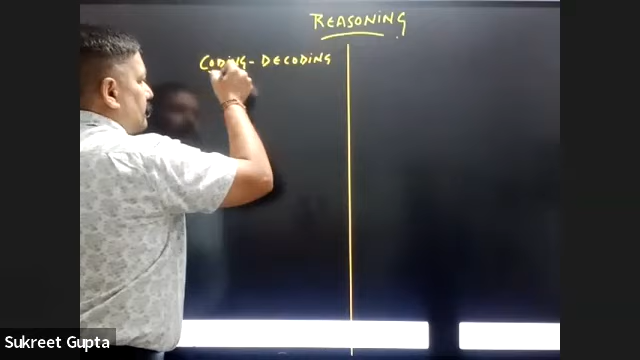 REASONING
CODING - DECODING
Sukreet Gupta